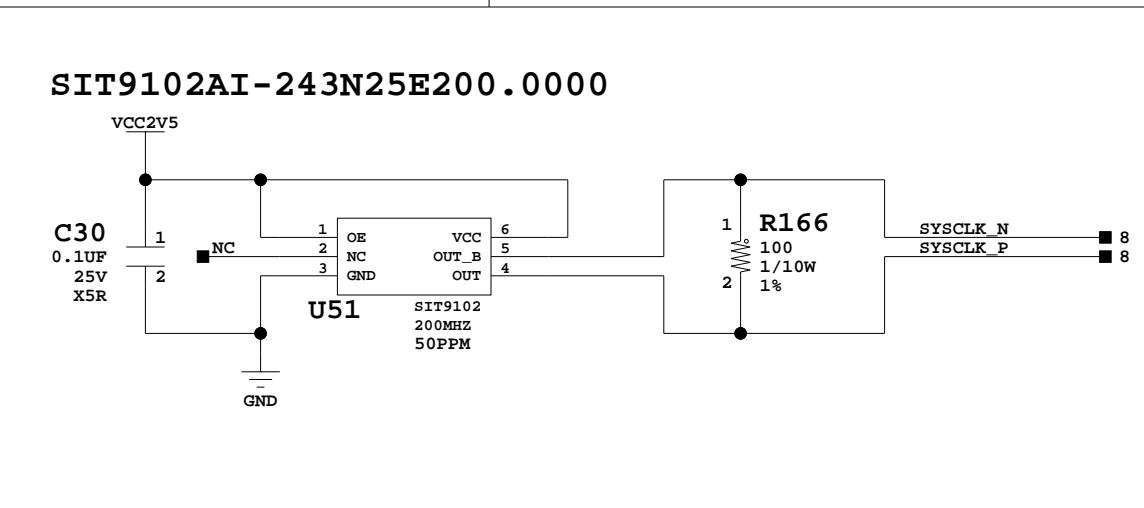 SIT9102AI-243N25E200.0000
VCC2V5
C30
0.1UF
25V
X5R
1
2
NC
1
2
3
OE
NC
GND
VCC
OUT_B
OUT
6
5
4
U51
SIT9102
200MHZ
50PPM
GND
1
2
R166
100
1/10W
1%
SYSCLK_N
8
SYSCLK_P
8